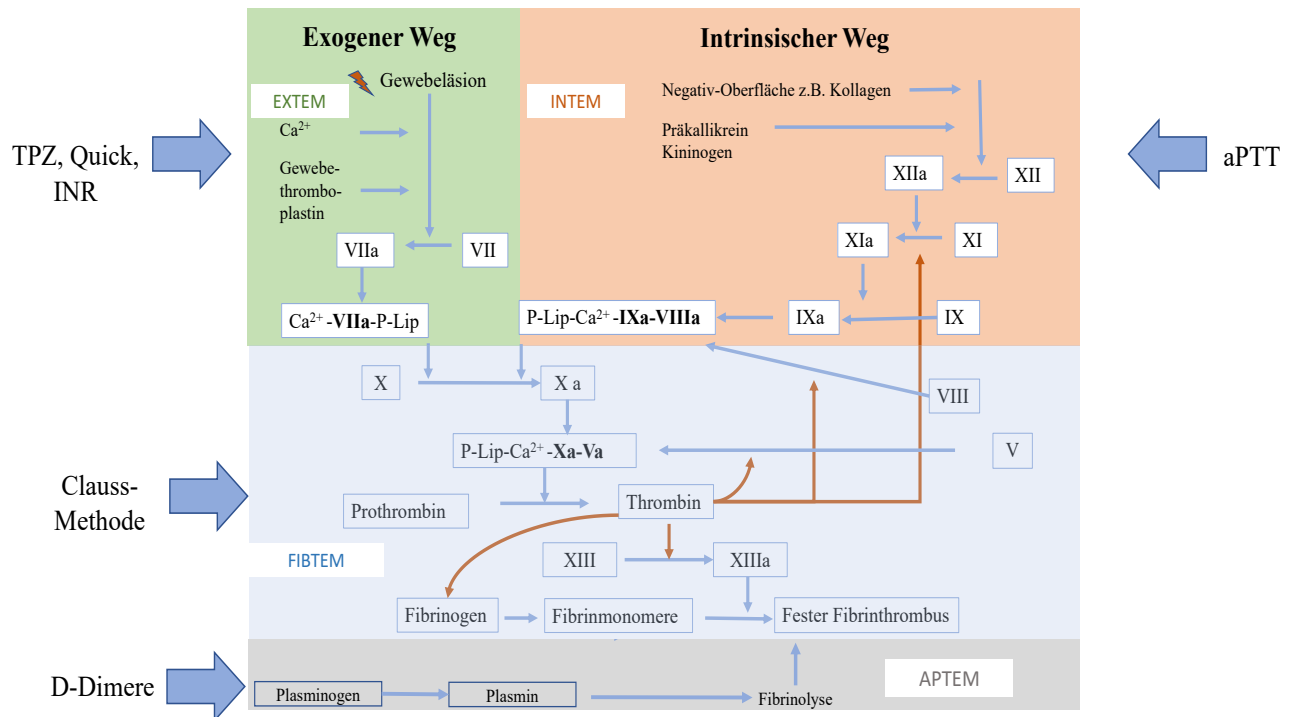 Exogener Weg
Intrinsischer Weg
EXTEM
Gewebeläsion
INTEM
Negativ-Oberfläche z.B. Kollagen
Ca²⁺
Präkallikrein
Kininogen
TPZ, Quick,
INR
aPTT
Gewebe-
thrombo-
plastin
XIIa
XII
VIIa
VII
XIa
XI
Ca²⁺ -VIIa-P-Lip
P-Lip-Ca²⁺ -IXa-VIIIa
IXa
IX
X
X a
VIII
P-Lip-Ca²⁺ -Xa-Va
V
Clauss-
Methode
Prothrombin
Thrombin
FIBTEM
XIII
XIIIa
Fibrinogen
Fibrinmonomere
Fester Fibrinthrombus
D-Dimere
Plasminogen
Plasmin
Fibrinolyse
APTEM